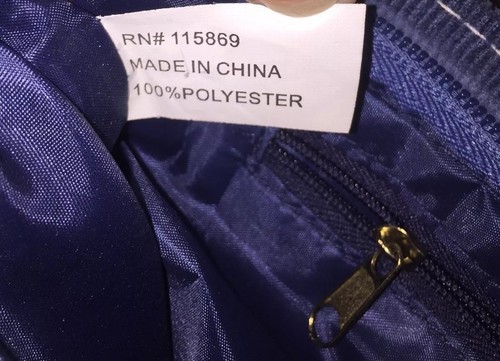 RN# 115869
MADE IN CHINA
100%POLYESTER